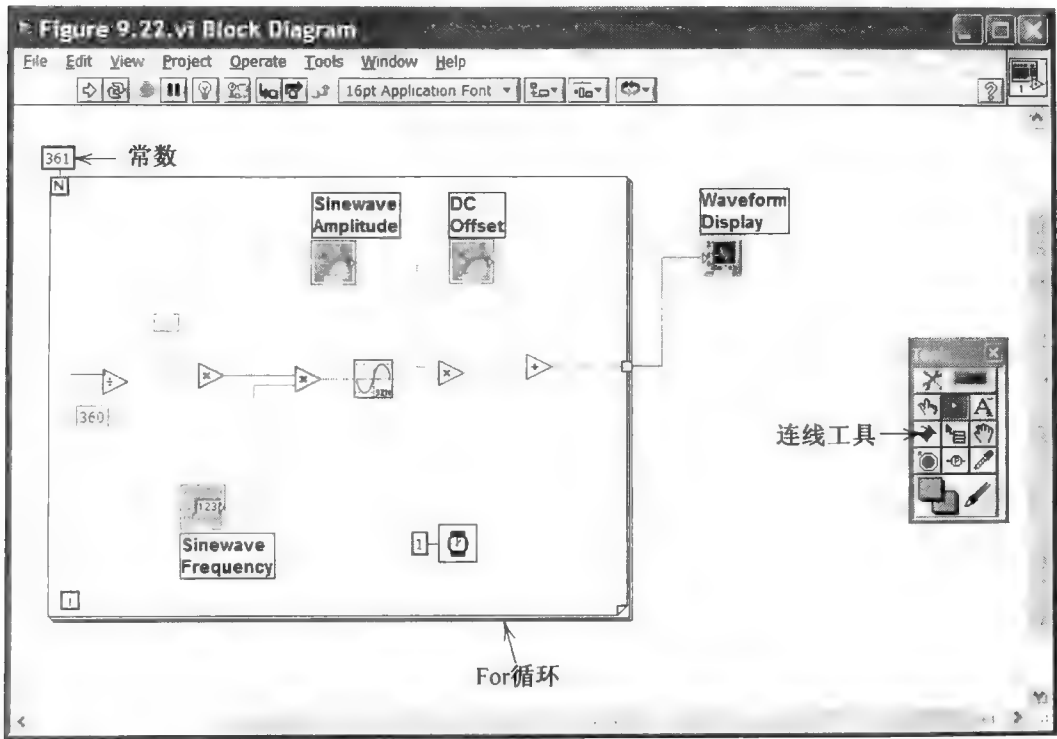 Figure 9.22.vi Block Diagram
File Edit View Project Operate Tools Window Help
16pt Application Font
?
1
361
常数
N
Sinewave
Amplitude
DC
Offset
Waveform
Display
÷
×
×
×
+
360
连线工具
A
P
123
Sinewave
Frequency
1
i
For循环